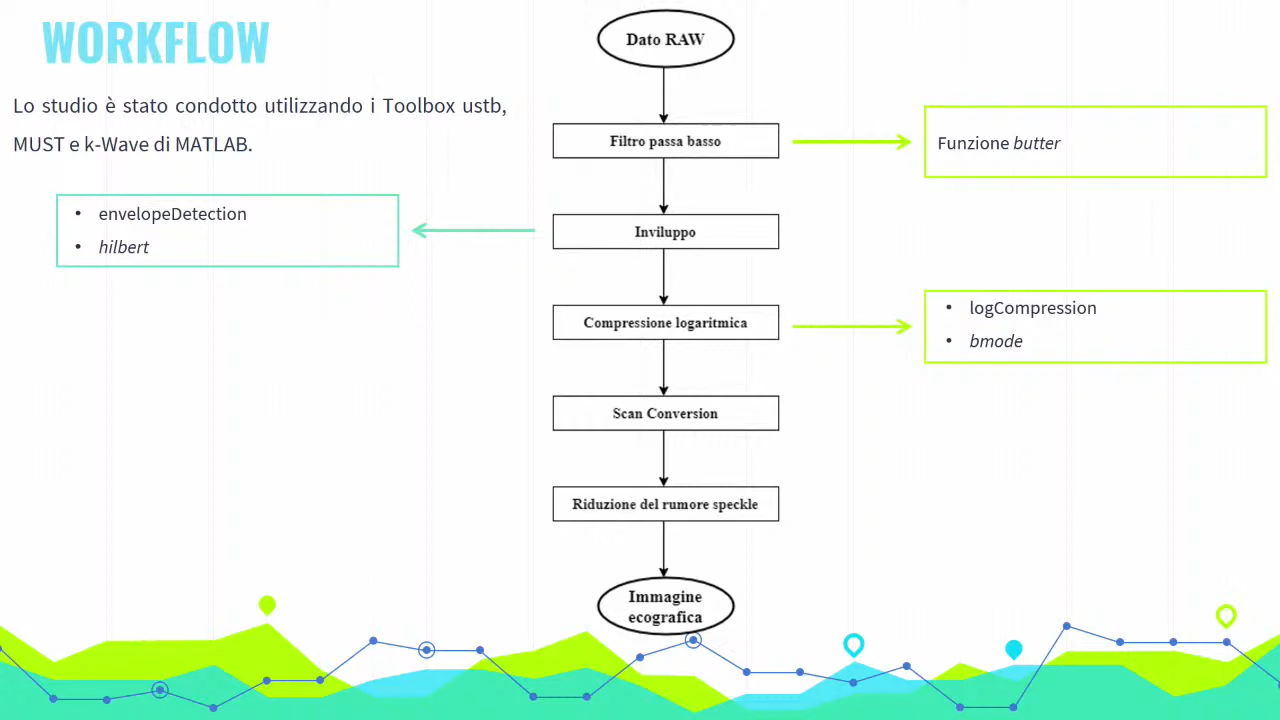 WORKFLOW
Lo studio è stato condotto utilizzando i Toolbox ustb,
MUST e k-Wave di MATLAB.
Dato RAW
Filtro passa basso
Funzione butter
Inviluppo
• envelopeDetection
• hilbert
Compressione logaritmica
• logCompression
• bmode
Scan Conversion
Riduzione del rumore speckle
Immagine
ecografica